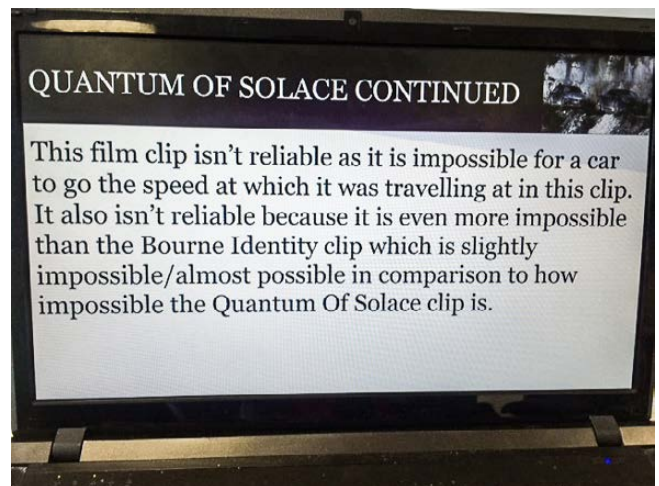 QUANTUM OF SOLACE CONTINUED
This film clip isn't reliable as it is impossible for a car
to go the speed at which it was travelling at in this clip.
It also isn't reliable because it is even more impossible
than the Bourne Identity clip which is slightly
impossible/almost possible in comparison to how
impossible the Quantum Of Solace clip is.